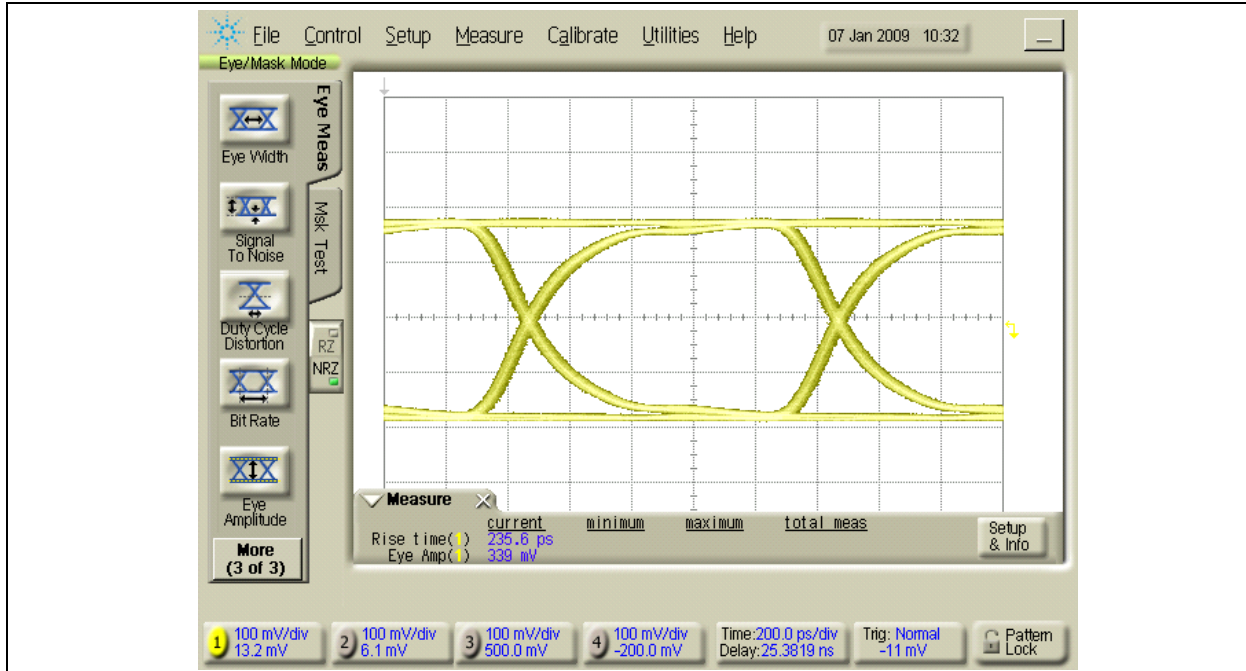 File Control Setup Measure Calibrate Utilities Help 07 Jan 2009 10:32
Eye/Mask Mode
Eye Meas
Msk Test
Eye Width
Signal
To Noise
Duty Cycle
Distortion
RZ
NRZ
Bit Rate
Eye
Amplitude
More
(3 of 3)
Measure
current minimum maximum total meas
Rise time(1) 235.6 ps
Eye Amp(1) 339 mV
Setup
& Info
1 100 mV/div
13.2 mV
2 100 mV/div
6.1 mV
3 100 mV/div
500.0 mV
4 100 mV/div
-200.0 mV
Time:200.0 ps/div
Delay:25.3819 ns
Trig: Normal
-11 mV
Pattern
Lock